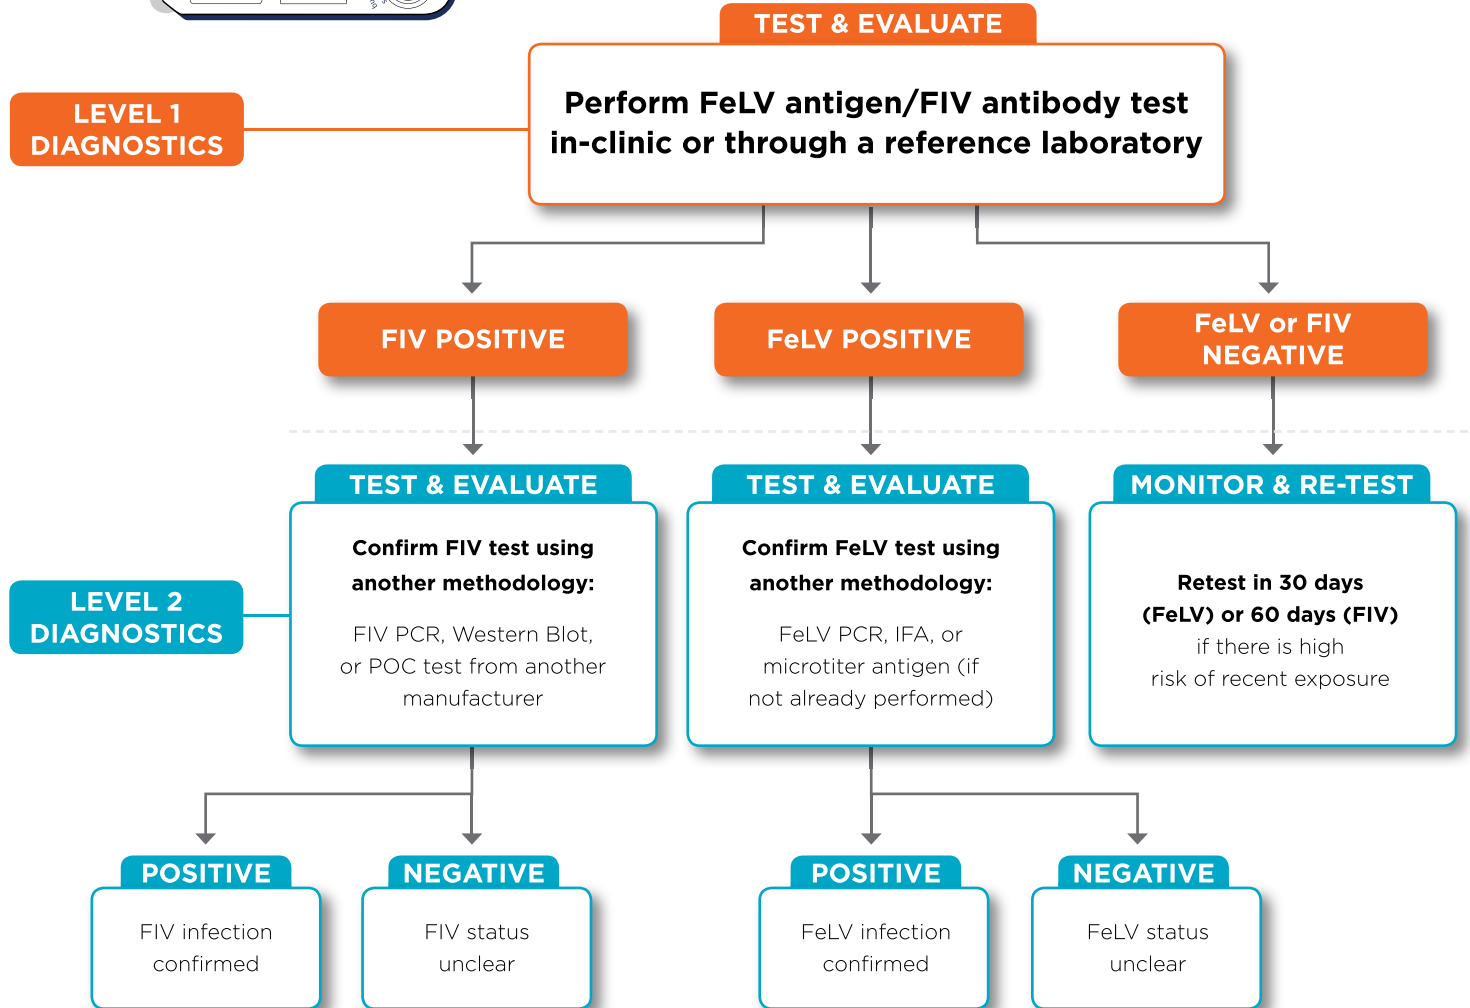 TEST & EVALUATE
Perform FeLV antigen/FIV antibody test
in-clinic or through a reference laboratory
LEVEL 1
DIAGNOSTICS
FIV POSITIVE
FeLV POSITIVE
FeLV or FIV
NEGATIVE
LEVEL 2
DIAGNOSTICS
TEST & EVALUATE
Confirm FIV test using
another methodology:
FIV PCR, Western Blot,
or POC test from another
manufacturer
TEST & EVALUATE
Confirm FeLV test using
another methodology:
FeLV PCR, IFA, or
microtiter antigen (if
not already performed)
MONITOR & RE-TEST
Retest in 30 days
(FeLV) or 60 days (FIV)
if there is high
risk of recent exposure
POSITIVE
FIV infection
confirmed
NEGATIVE
FIV status
unclear
POSITIVE
FeLV infection
confirmed
NEGATIVE
FeLV status
unclear